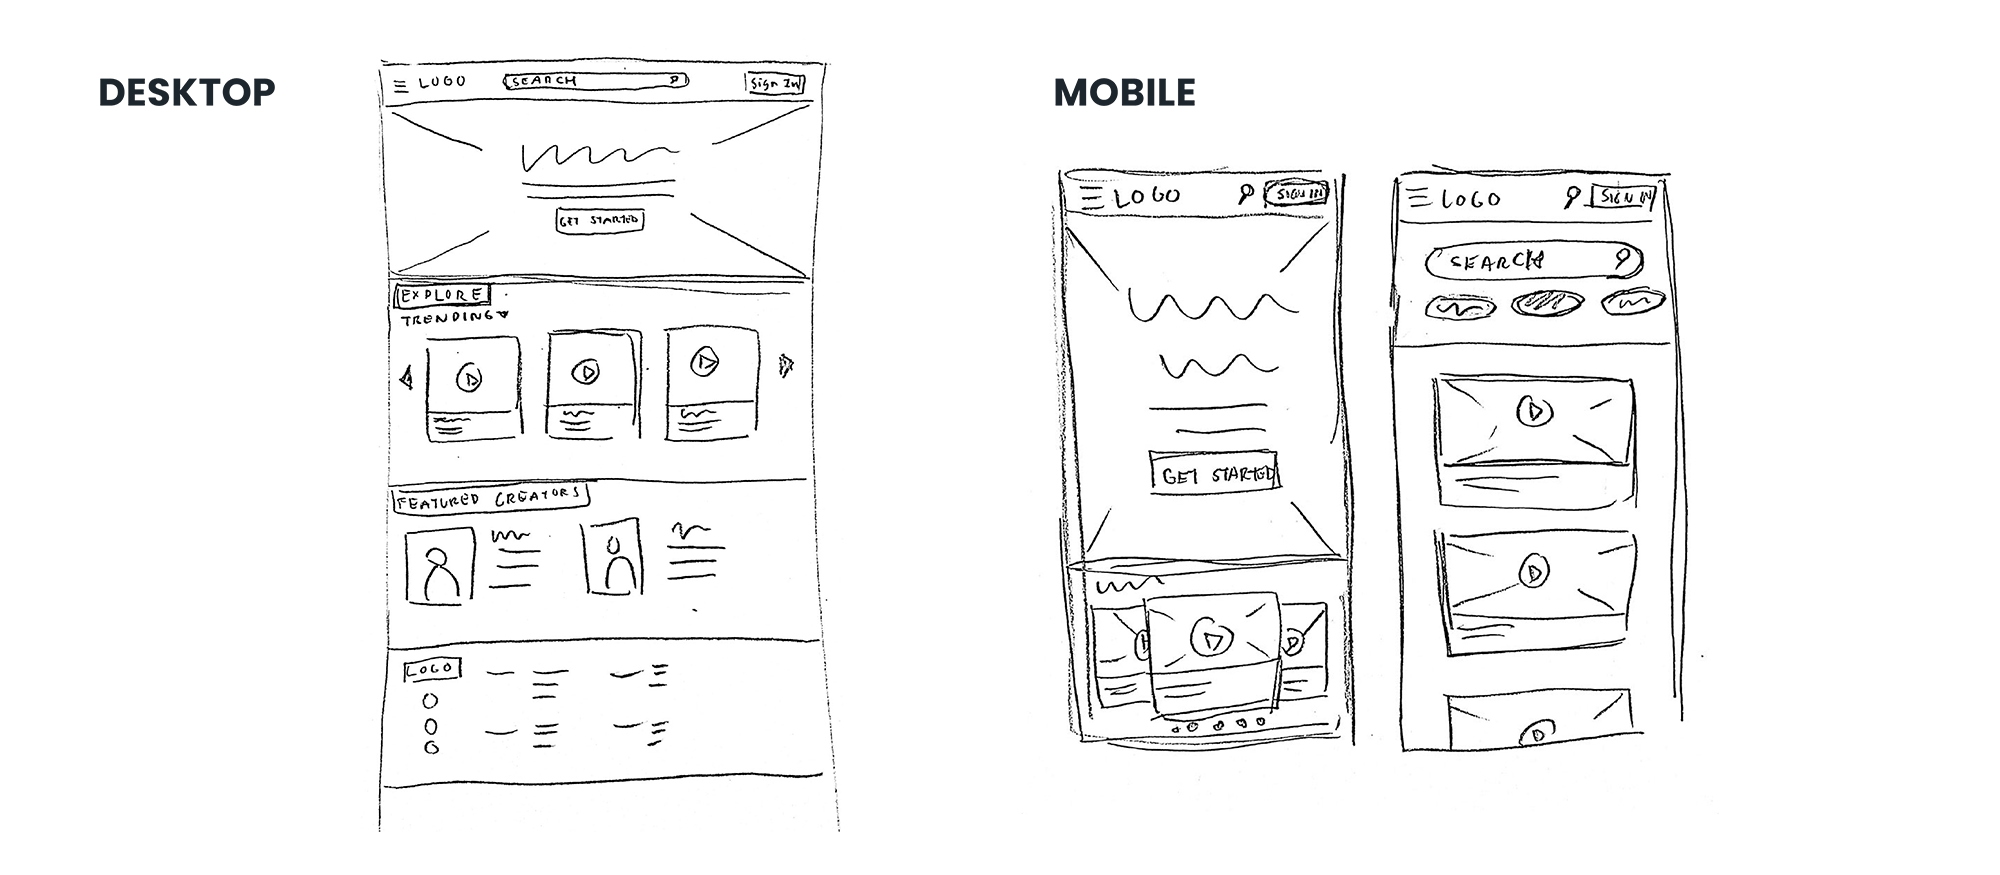 DESKTOP
LOGO SEARCH Sign In
GET STARTED
EXPLORE
TRENDING
FEATURED CREATORS
LOGO
MOBILE
LOGO SIGN IN
GET STARTED
LOGO SIGN IN
SEARCH